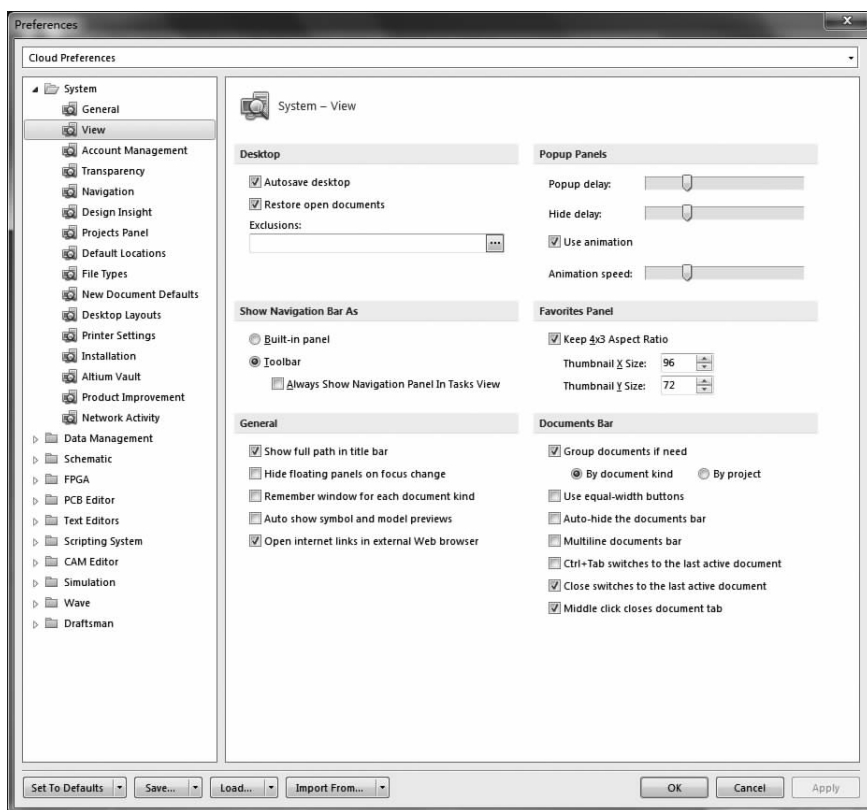 Preferences
Cloud Preferences
System
General
View
Account Management
Transparency
Navigation
Design Insight
Projects Panel
Default Locations
File Types
New Document Defaults
Desktop Layouts
Printer Settings
Installation
Altium Vault
Product Improvement
Network Activity
Data Management
Schematic
FPGA
PCB Editor
Text Editors
Scripting System
CAM Editor
Simulation
Wave
Draftsman
System – View
Desktop
Autosave desktop
Restore open documents
Exclusions:
...
Popup Panels
Popup delay:
Hide delay:
Use animation
Animation speed:
Show Navigation Bar As
Built-in panel
Toolbar
Always Show Navigation Panel In Tasks View
Favorites Panel
Keep 4x3 Aspect Ratio
Thumbnail X Size: 96
Thumbnail Y Size: 72
General
Show full path in title bar
Hide floating panels on focus change
Remember window for each document kind
Auto show symbol and model previews
Open internet links in external Web browser
Documents Bar
Group documents if need
By document kind By project
Use equal-width buttons
Auto-hide the documents bar
Multiline documents bar
Ctrl+Tab switches to the last active document
Close switches to the last active document
Middle click closes document tab
Set To Defaults Save... Load... Import From... OK Cancel Apply